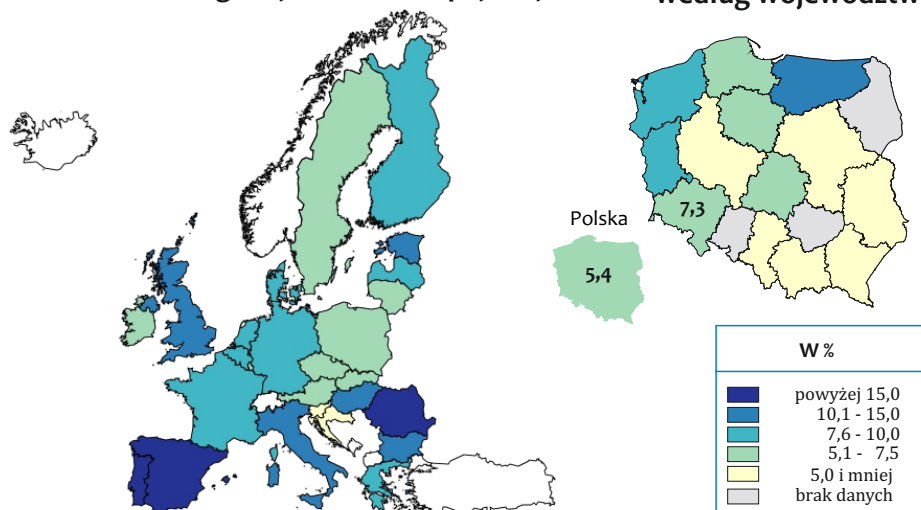 według województw
Polska
5,4
7,3
W %
powyżej 15,0
10,1 - 15,0
7,6 - 10,0
5,1 - 7,5
5,0 i mniej
brak danych